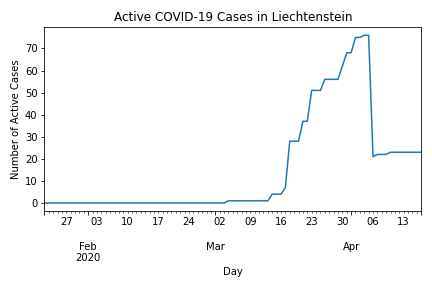 Active COVID-19 Cases in Liechtenstein
Number of Active Cases
70
60
50
40
30
20
10
0
27 03 10 17 24 02 09 16 23 30 06 13
Feb Mar Apr
2020
Day